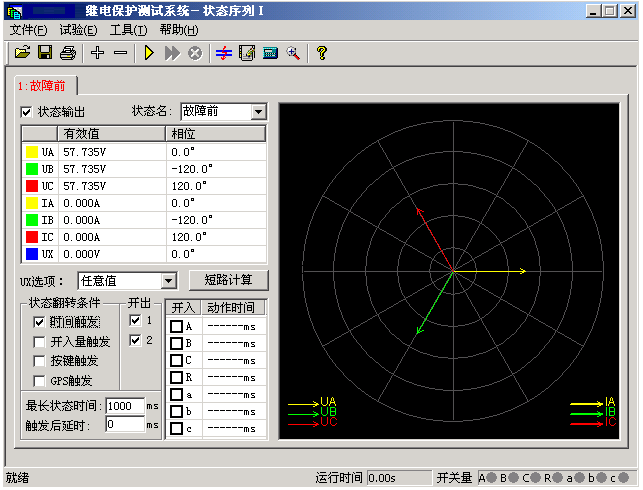 继电保护测试系统－状态序列 I
文件(F) 试验(E) 工具(T) 帮助(H)
1:故障前
状态输出 状态名: 故障前
有效值 相位
UA 57.735V 0.0°
UB 57.735V -120.0°
UC 57.735V 120.0°
IA 0.000A 0.0°
IB 0.000A -120.0°
IC 0.000A 120.0°
UX 0.000V 0.0°
UX选项： 任意值 短路计算
状态翻转条件 开出
时间触发 1
开入量触发 2
按键触发
GPS触发
最长状态时间: 1000 ms
触发后延时: 0 ms
开入 动作时间
A ------ms
B ------ms
C ------ms
R ------ms
a ------ms
b ------ms
c ------ms
UA
UB
UC
IA
IB
IC
就绪 运行时间 0.00s 开关量 A B C R a b c